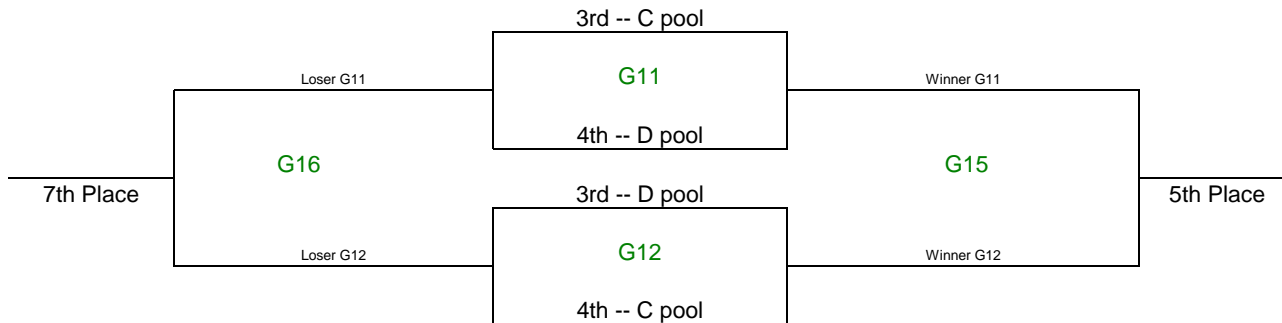 3rd -- C pool
Loser G11
G11
Winner G11
4th -- D pool
G16
G15
7th Place
3rd -- D pool
5th Place
Loser G12
G12
Winner G12
4th -- C pool